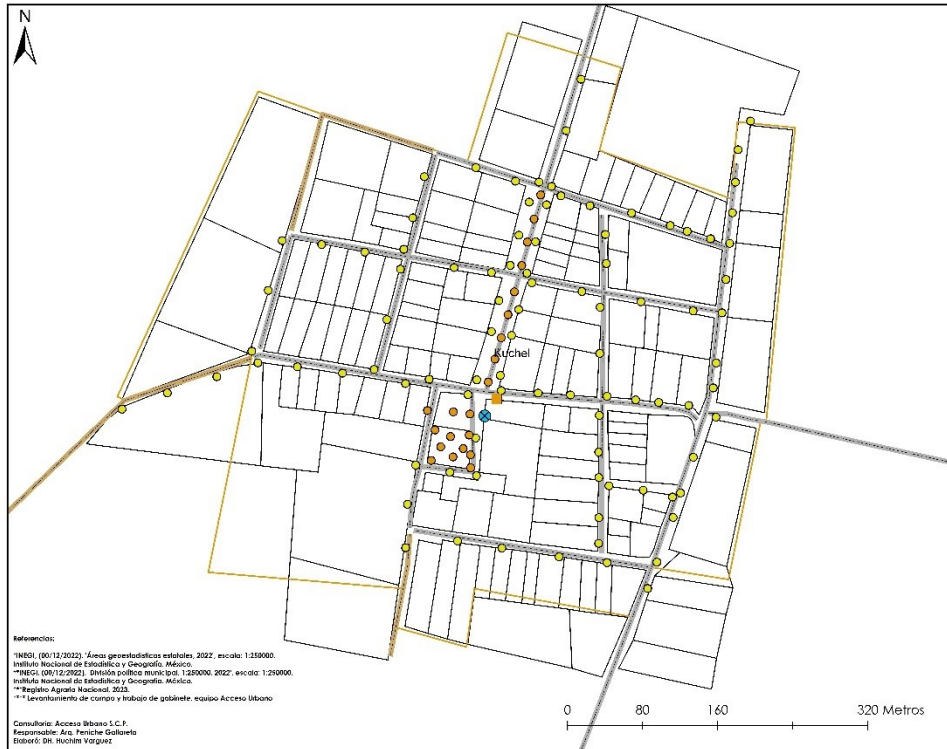 N
Kuchel
Referencias:
*INEGI, (06/12/2022). "Áreas geoestadísticas estatales, 2022", escala: 1:250000.
Instituto Nacional de Estadística y Geografía. México.
**INEGI. (08/12/2022). División política municipal. 1:250000. 2022", escala: 1:250000.
Instituto Nacional de Estadística y Geografía. México.
***Registro Agrario Nacional. 2023.
Levantamiento de campo y trabajo de gabinete. equipo Acceso Urbano
Consultoría: Acceso Urbano S.C.P.
Responsable: Arq. Peniche Gallareta
Elaboró: DH. Huchim Varguez
0 80 160 320 Metros